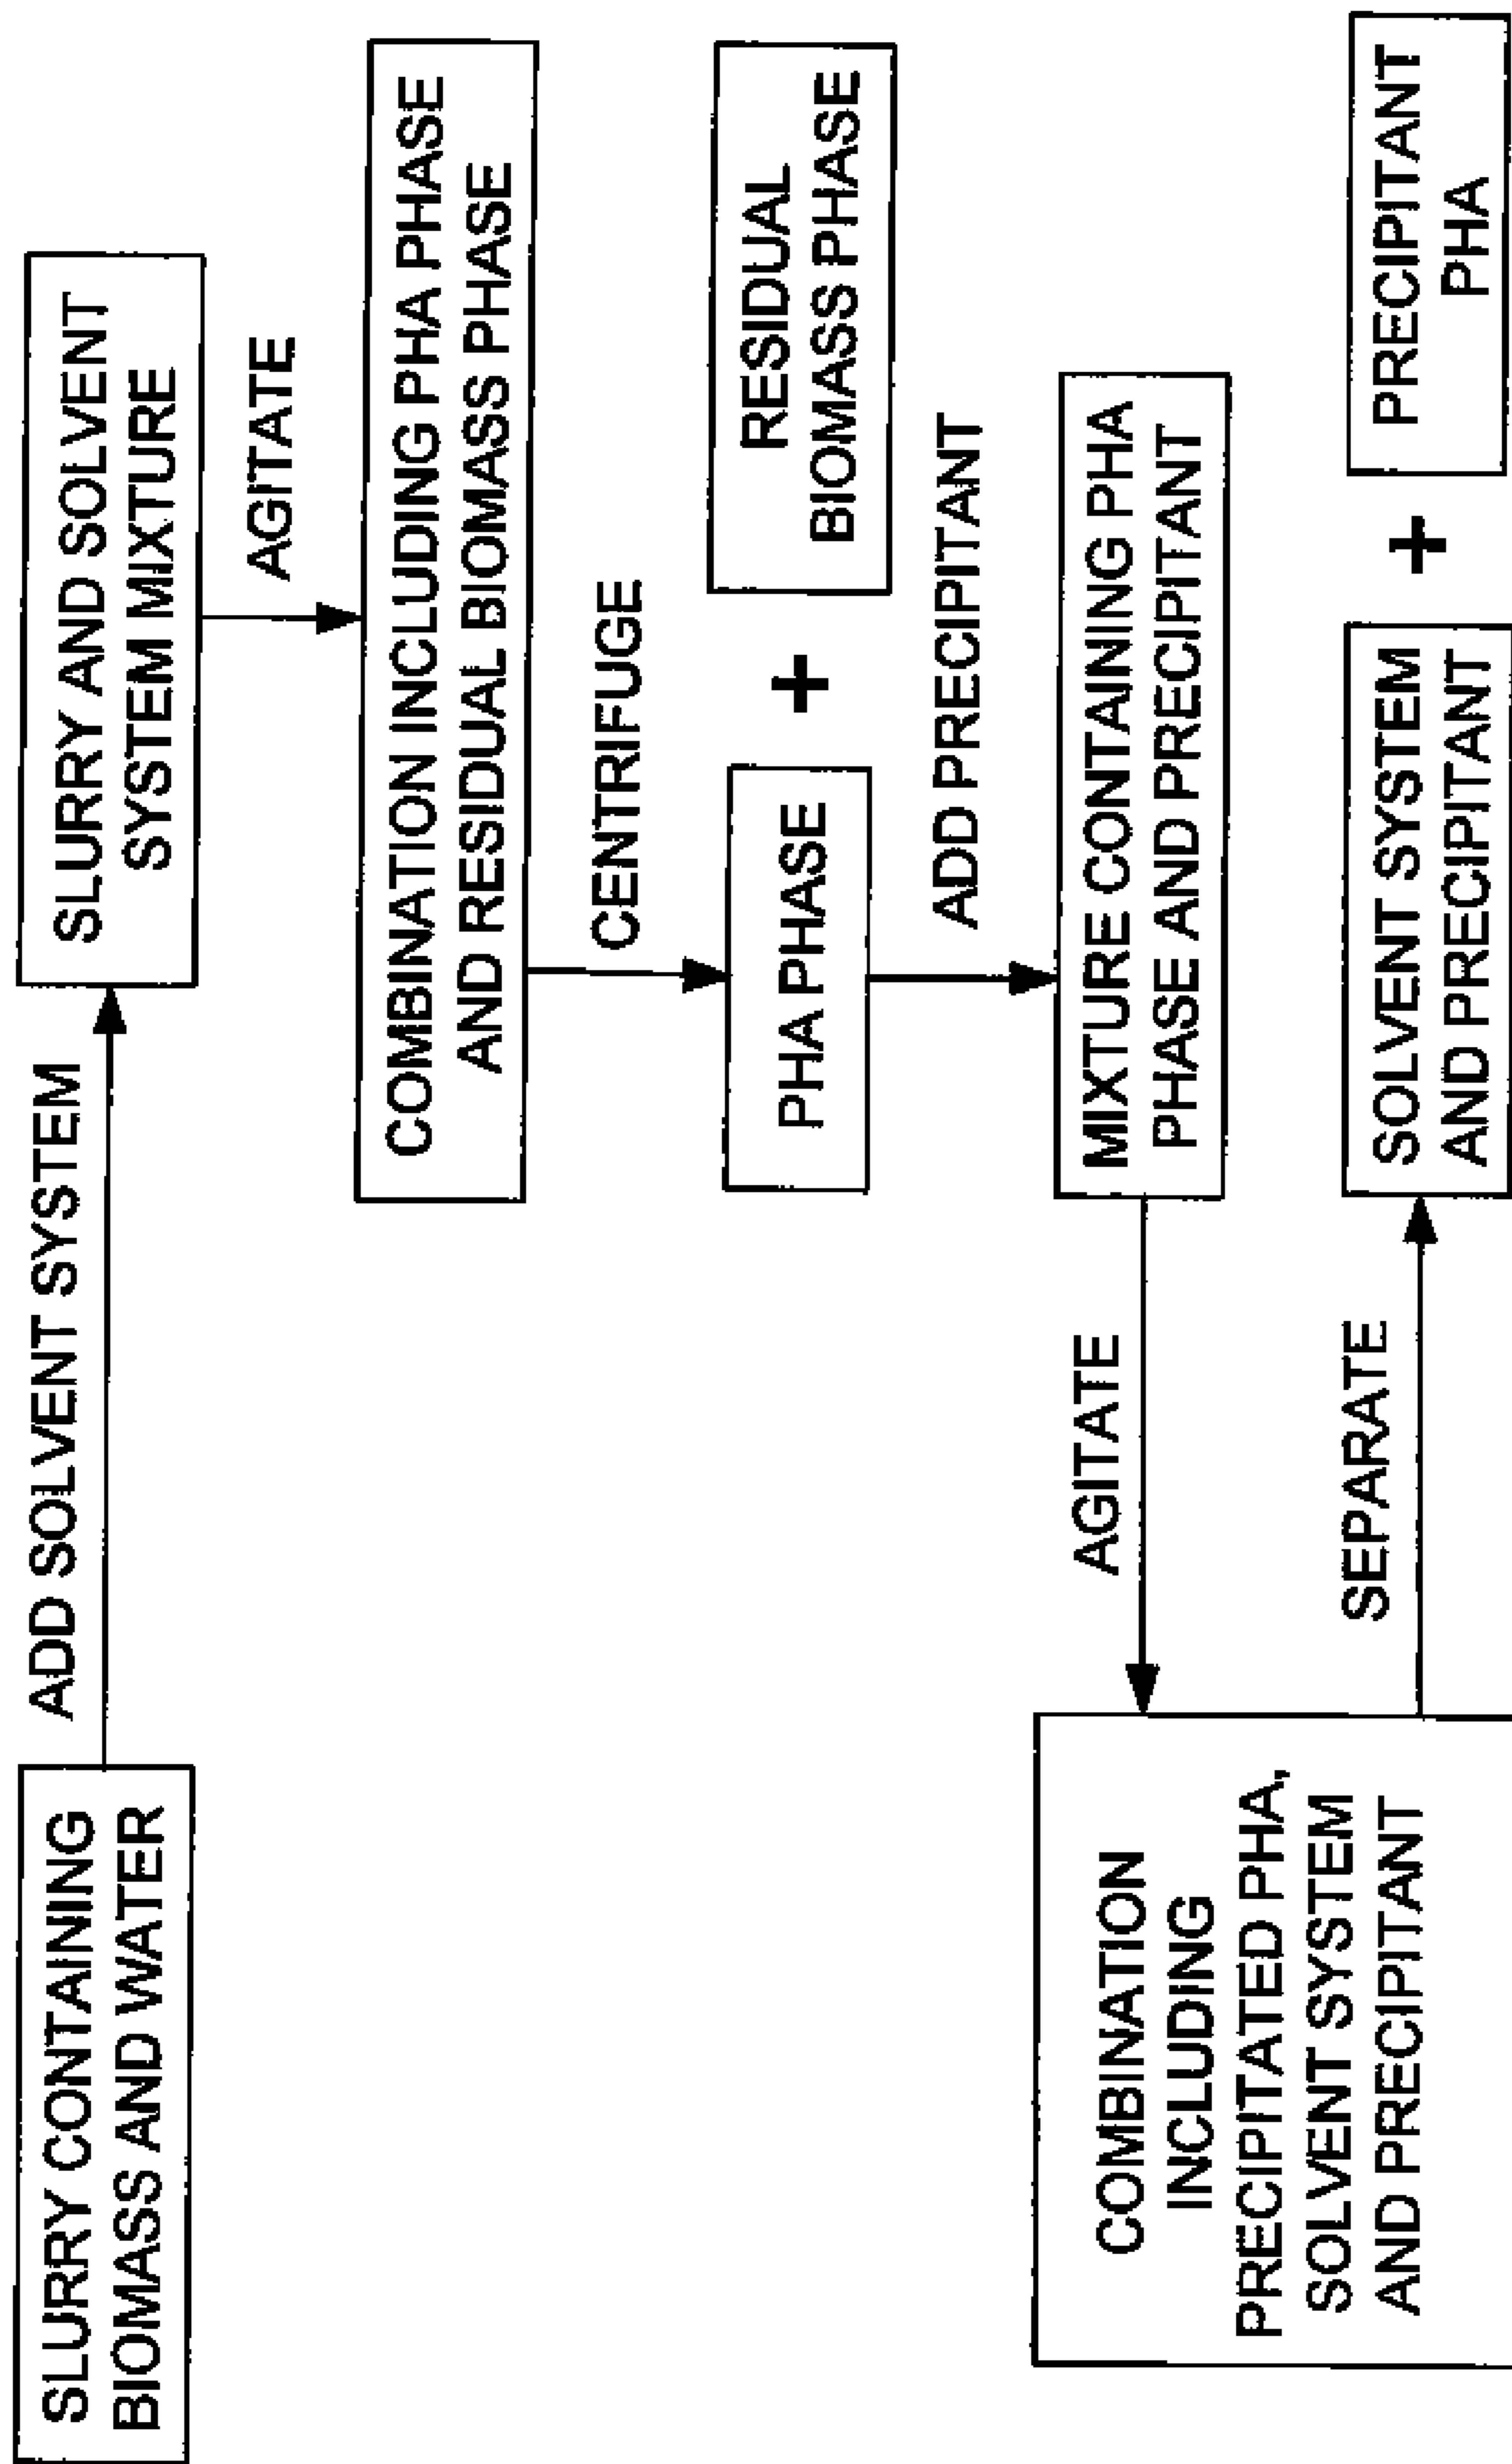 SLURRY CONTAINING
BIOMASS AND WATER
ADD SOLVENT SYSTEM
SLURRY AND SOLVENT
SYSTEM MIXTURE
AGITATE
COMBINATION INCLUDING PHA PHASE
AND RESIDUAL BIOMASS PHASE
CENTRIFUGE
PHA PHASE
+
RESIDUAL
BIOMASS PHASE
ADD PRECIPITANT
MIXTURE CONTAINING PHA
PHASE AND PRECIPITANT
AGITATE
COMBINATION
INCLUDING
PRECIPITATED PHA,
SOLVENT SYSTEM
AND PRECIPITANT
SEPARATE
SOLVENT SYSTEM
AND PRECIPITANT
+
PRECIPITANT
PHA